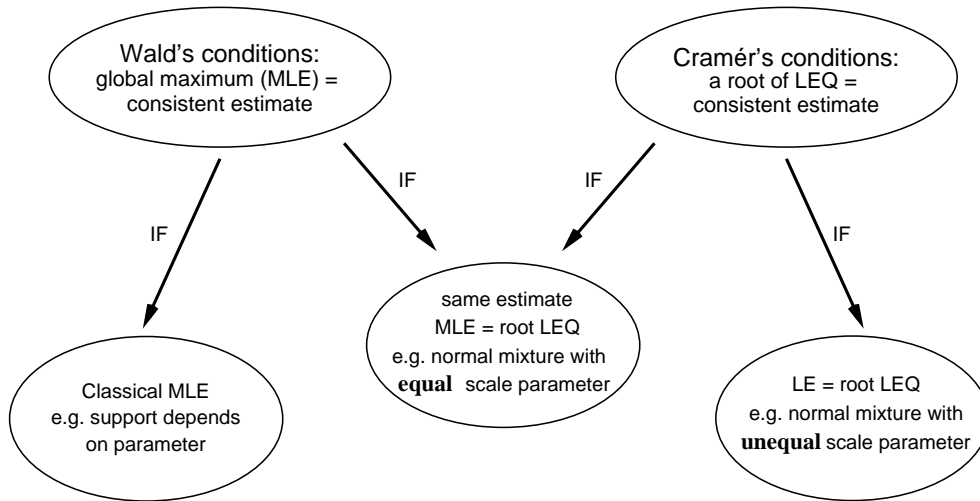 Wald's conditions:
global maximum (MLE) =
consistent estimate
Cramér's conditions:
a root of LEQ =
consistent estimate
IF
IF
IF
IF
Classical MLE
e.g. support depends
on parameter
same estimate
MLE = root LEQ
e.g. normal mixture with
equal scale parameter
LE = root LEQ
e.g. normal mixture with
unequal scale parameter